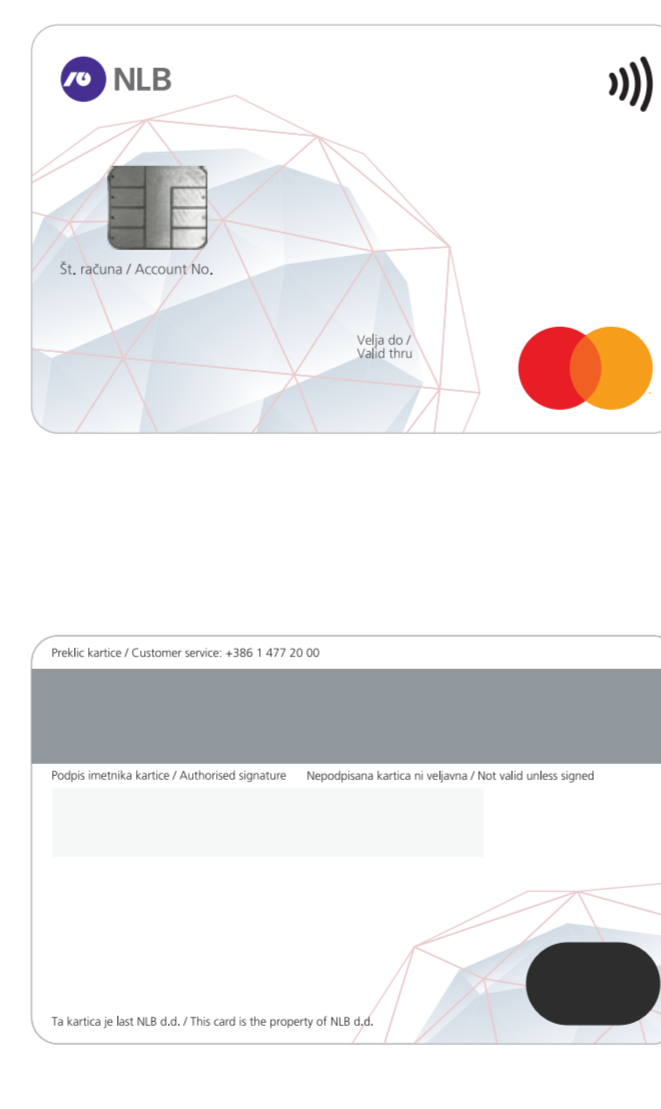 NLB
Št. računa / Account No.
Velja do /
Valid thru
Preklic kartice / Customer service: +386 1 477 20 00
Podpis imetnika kartice / Authorised signature Nepodpisana kartica ni veljavna / Not valid unless signed
Ta kartica je last NLB d.d. / This card is the property of NLB d.d.